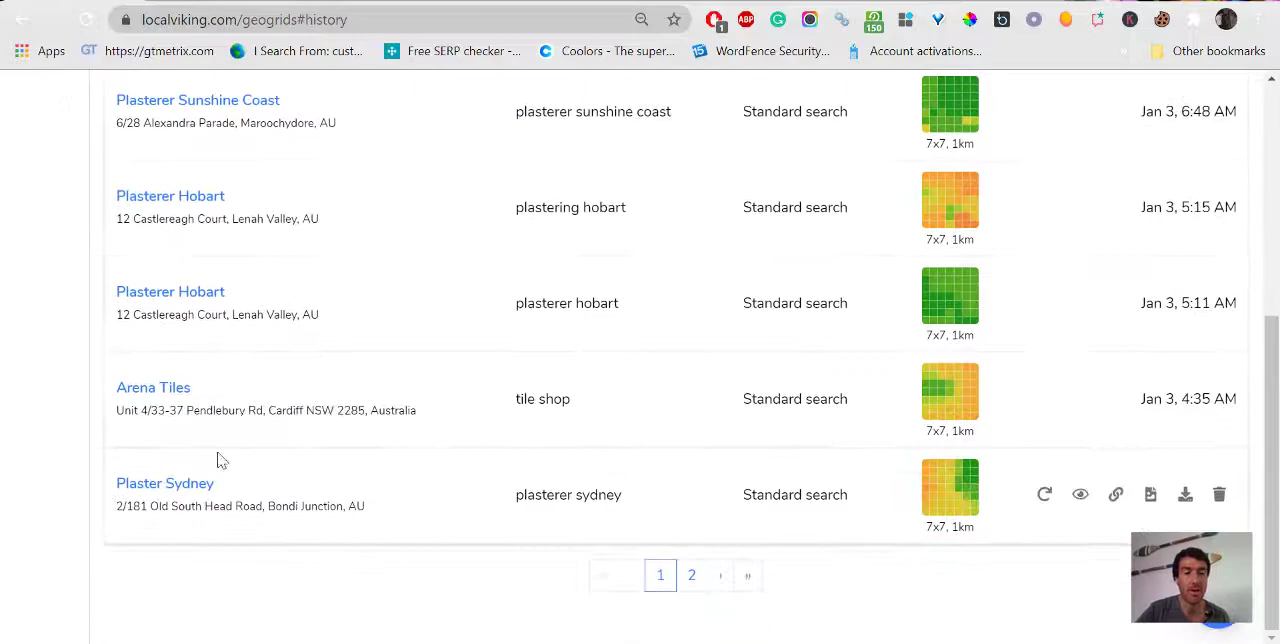 localviking.com/geogrids#history
1
ABP
150
K
Apps
GT https://gtmetrix.com
I Search From: cust...
Free SERP checker -...
C Coolors - The super...
15 WordFence Security...
Account activations...
Other bookmarks
Plasterer Sunshine Coast
6/28 Alexandra Parade, Maroochydore, AU
plasterer sunshine coast
Standard search
7x7, 1km
Jan 3, 6:48 AM
Plasterer Hobart
12 Castlereagh Court, Lenah Valley, AU
plastering hobart
Standard search
7x7, 1km
Jan 3, 5:15 AM
Plasterer Hobart
12 Castlereagh Court, Lenah Valley, AU
plasterer hobart
Standard search
7x7, 1km
Jan 3, 5:11 AM
Arena Tiles
Unit 4/33-37 Pendlebury Rd, Cardiff NSW 2285, Australia
tile shop
Standard search
7x7, 1km
Jan 3, 4:35 AM
Plaster Sydney
2/181 Old South Head Road, Bondi Junction, AU
plasterer sydney
Standard search
7x7, 1km
1 2 › »